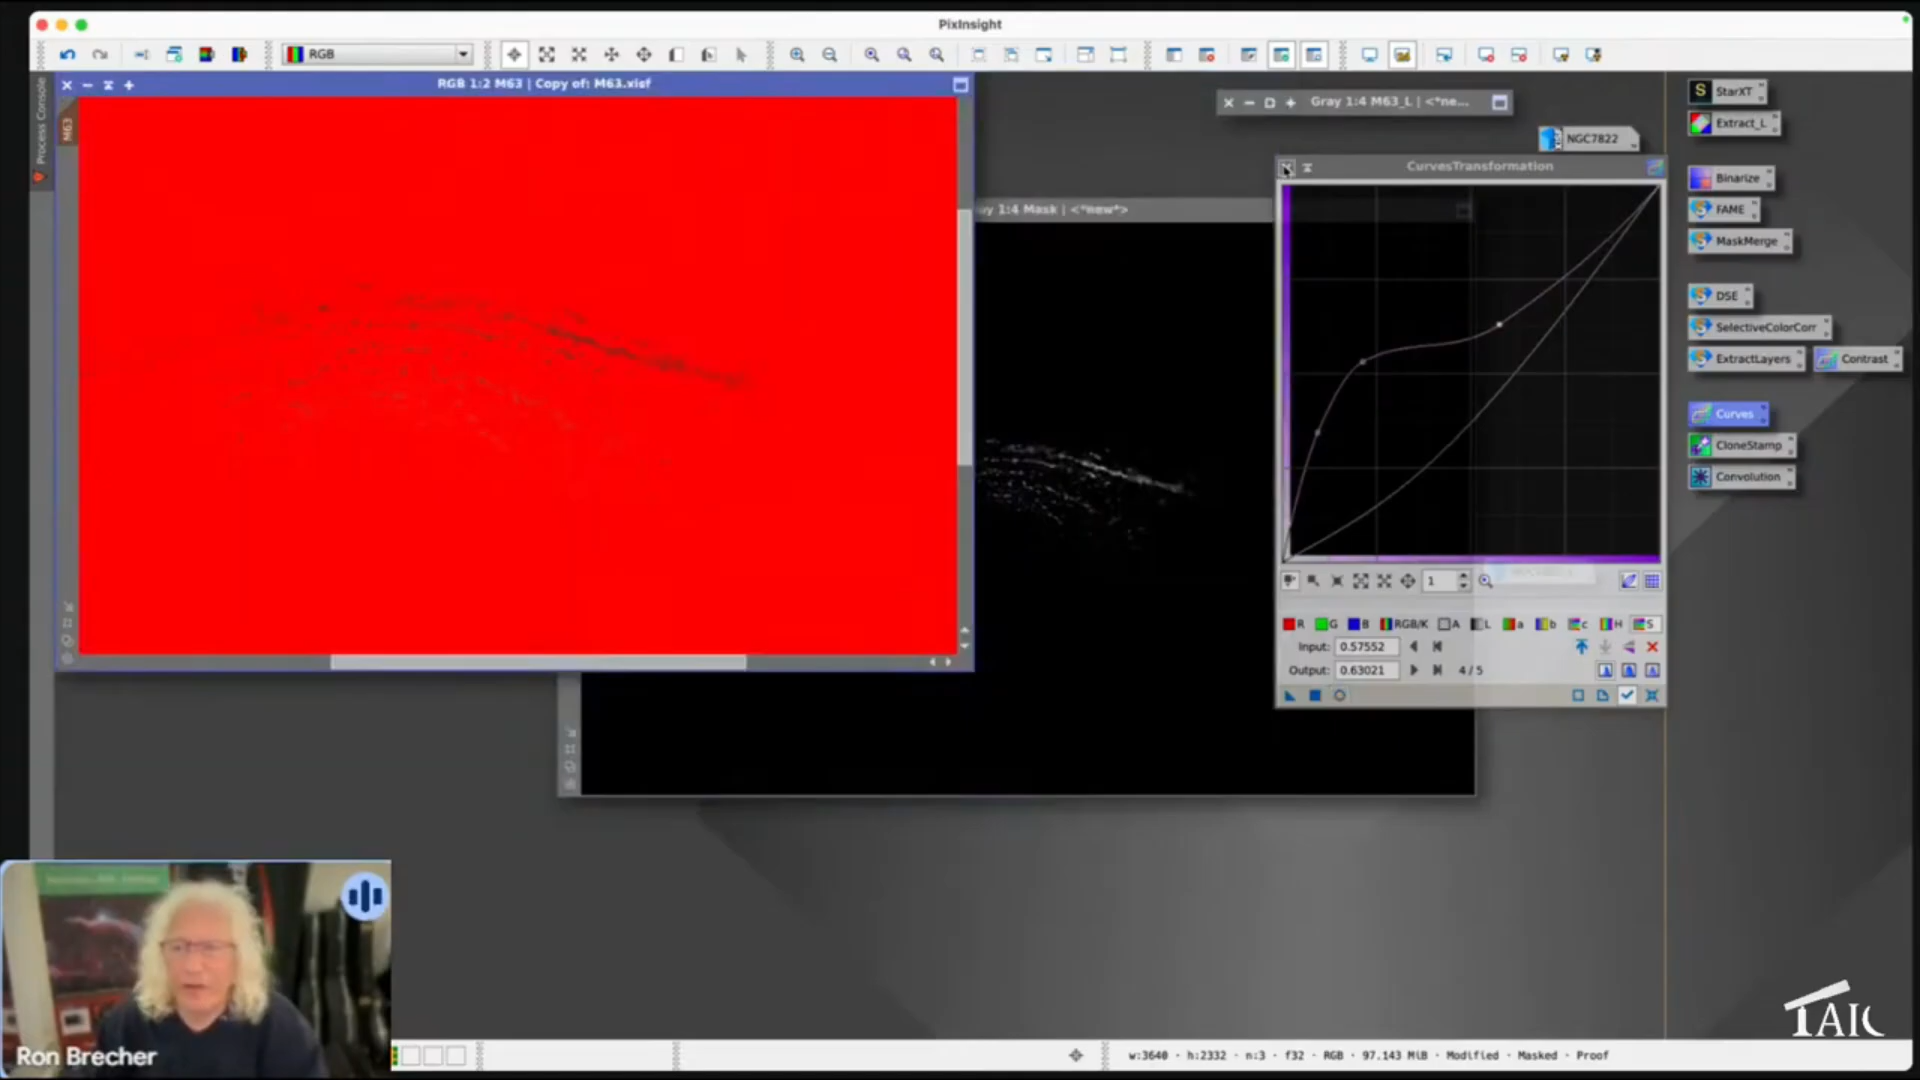 PixInsight
RGB
RGB 1:2 M63 | Copy of: M63.xisf
Gray 1:4 M63_L | <*ne...
Process Console
M63
NGC7822
StarXT
Extract_L
CurvesTransformation
1:4 Mask | <*new*>
Binarize
FAME
MaskMerge
DSE
SelectiveColorCorr
ExtractLayers
Contrast
Curves
CloneStamp
Convolution
1
R G B RGB/K A L a b c H S
Input: 0.57552
Output: 0.63021
4 / 5
Ron Brecher
w:3640 · h:2332 · n:3 · f32 · RGB · 97.143 MiB · Modified · Masked · Proof
TAIC